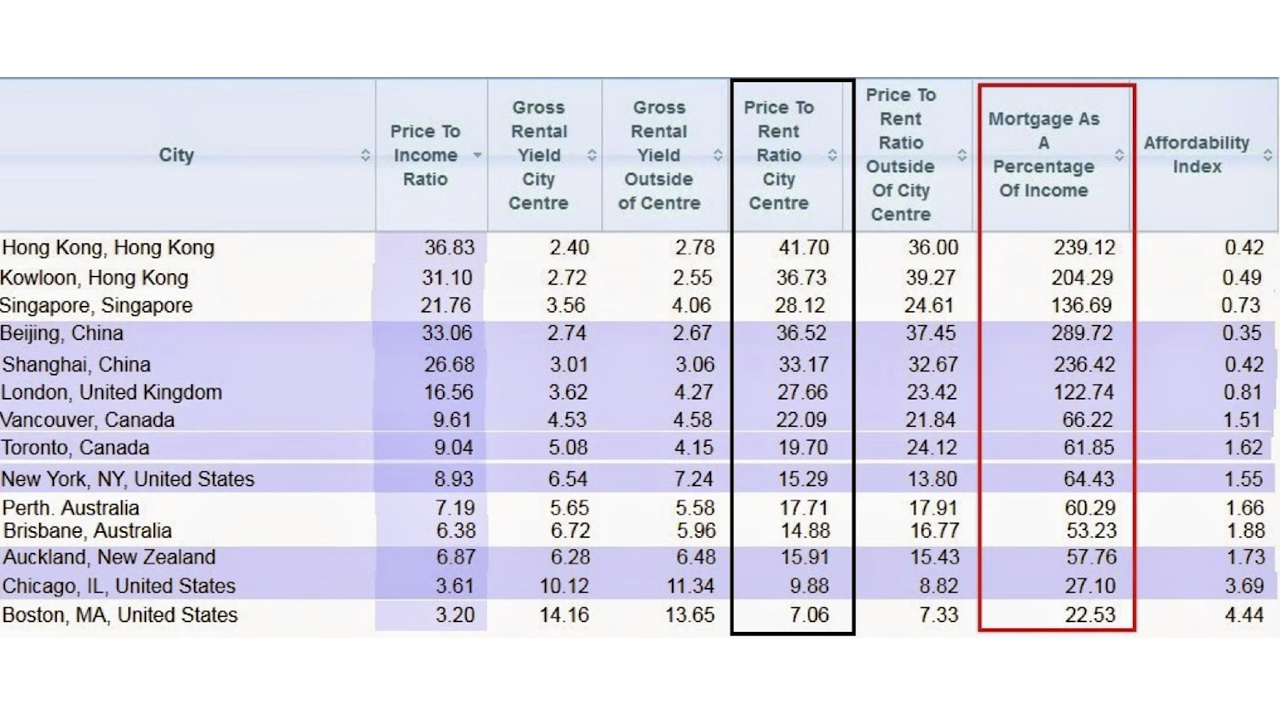 City Price To Income Ratio Gross Rental Yield City Centre Gross Rental Yield Outside of Centre Price To Rent Ratio City Centre Price To Rent Ratio Outside Of City Centre Mortgage As A Percentage Of Income Affordability Index
Hong Kong, Hong Kong 36.83 2.40 2.78 41.70 36.00 239.12 0.42
Kowloon, Hong Kong 31.10 2.72 2.55 36.73 39.27 204.29 0.49
Singapore, Singapore 21.76 3.56 4.06 28.12 24.61 136.69 0.73
Beijing, China 33.06 2.74 2.67 36.52 37.45 289.72 0.35
Shanghai, China 26.68 3.01 3.06 33.17 32.67 236.42 0.42
London, United Kingdom 16.56 3.62 4.27 27.66 23.42 122.74 0.81
Vancouver, Canada 9.61 4.53 4.58 22.09 21.84 66.22 1.51
Toronto, Canada 9.04 5.08 4.15 19.70 24.12 61.85 1.62
New York, NY, United States 8.93 6.54 7.24 15.29 13.80 64.43 1.55
Perth. Australia 7.19 5.65 5.58 17.71 17.91 60.29 1.66
Brisbane, Australia 6.38 6.72 5.96 14.88 16.77 53.23 1.88
Auckland, New Zealand 6.87 6.28 6.48 15.91 15.43 57.76 1.73
Chicago, IL, United States 3.61 10.12 11.34 9.88 8.82 27.10 3.69
Boston, MA, United States 3.20 14.16 13.65 7.06 7.33 22.53 4.44